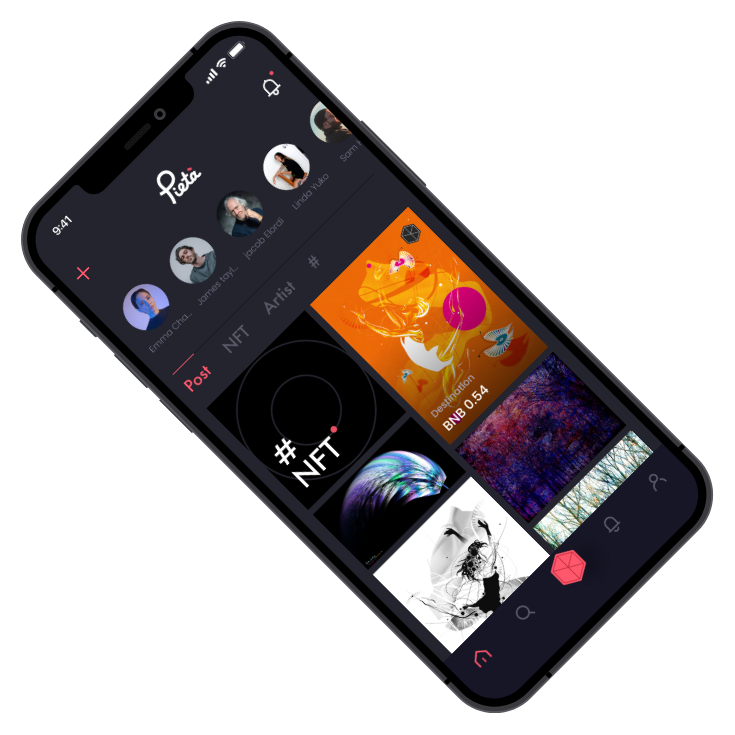 9:41
Pietà
Emma Cha...
James tayl...
Jacob Elordi
Linda Yuko
Sam
Post
NFT
Artist
#
#
NFT
Destination
BNB 0.54